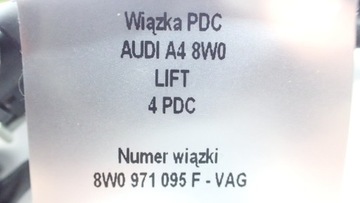 Wiązka PDC
AUDI A4 8W0
LIFT
4 PDC
Numer wiązki
8W0 971 095 F - VAG